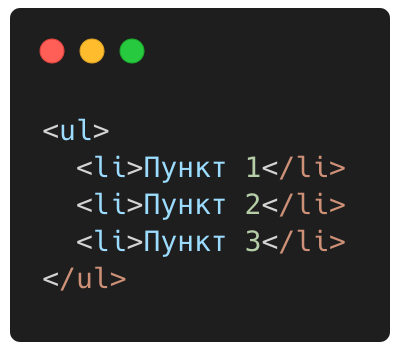 <ul>
  <li>Пункт 1</li>
  <li>Пункт 2</li>
  <li>Пункт 3</li>
</ul>